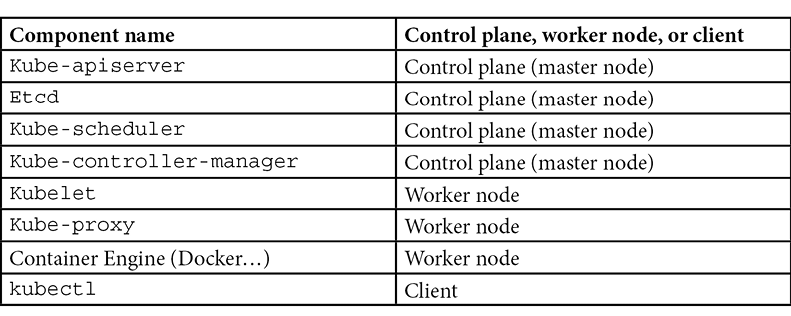 Component name Control plane, worker node, or client
Kube-apiserver Control plane (master node)
Etcd Control plane (master node)
Kube-scheduler Control plane (master node)
Kube-controller-manager Control plane (master node)
Kubelet Worker node
Kube-proxy Worker node
Container Engine (Docker…) Worker node
kubectl Client